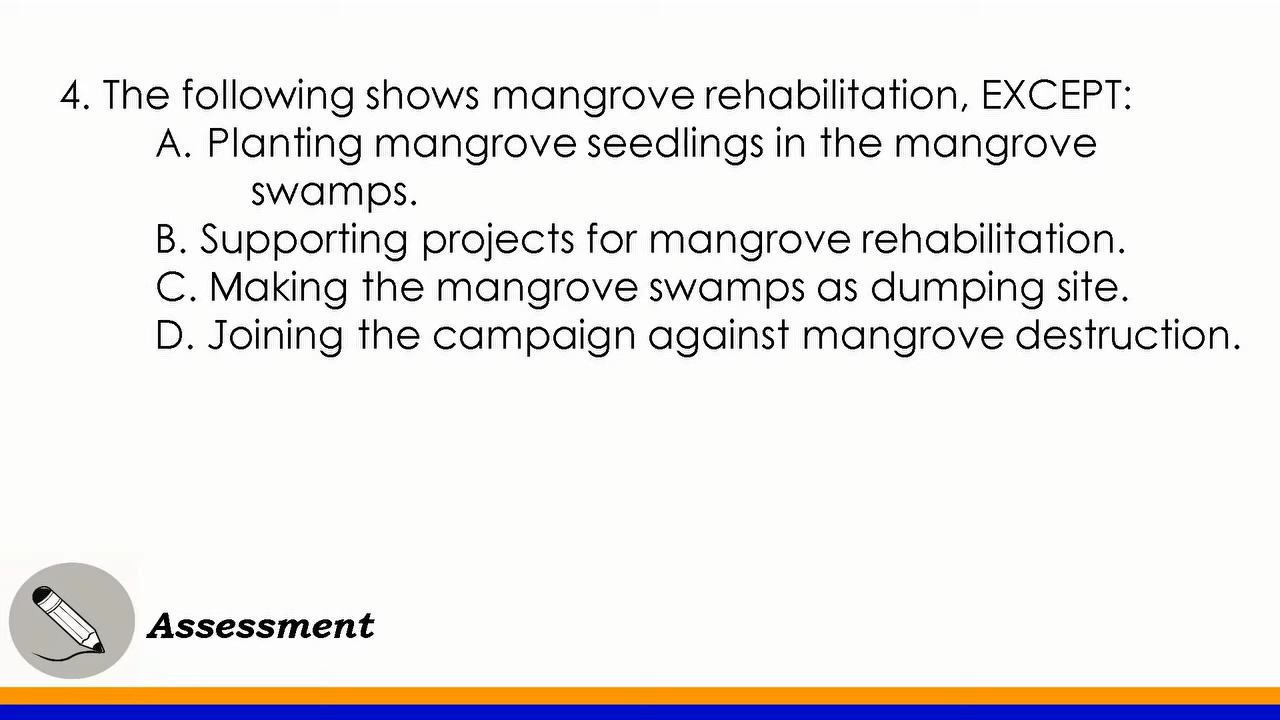 4. The following shows mangrove rehabilitation, EXCEPT:
A. Planting mangrove seedlings in the mangrove
swamps.
B. Supporting projects for mangrove rehabilitation.
C. Making the mangrove swamps as dumping site.
D. Joining the campaign against mangrove destruction.
Assessment